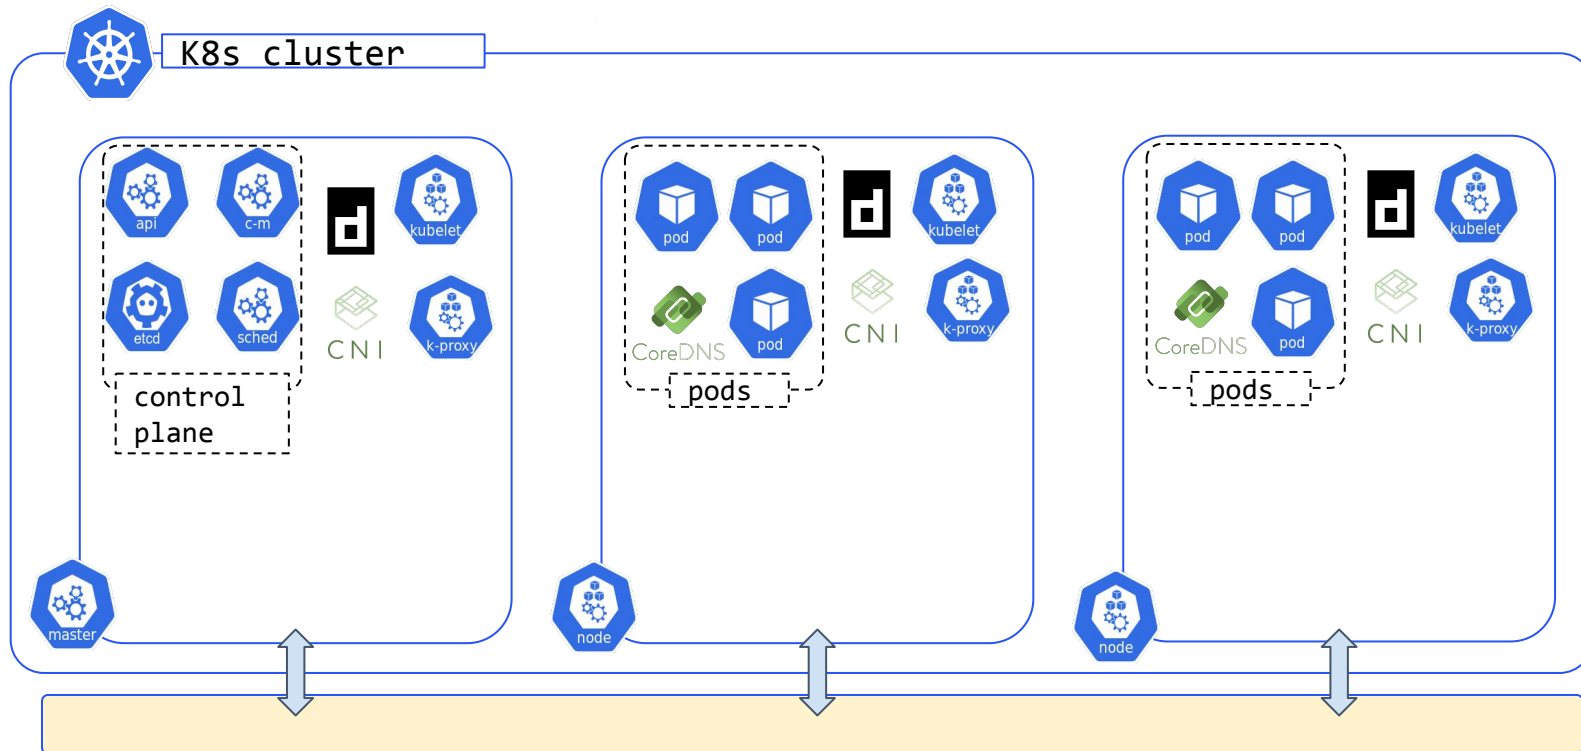 K8s cluster
api
c-m
kubelet
etcd
sched
CNI
k-proxy
control
plane
master
pod
pod
kubelet
CoreDNS
pod
CNI
k-proxy
pods
node
pod
pod
kubelet
CoreDNS
pod
CNI
k-proxy
pods
node